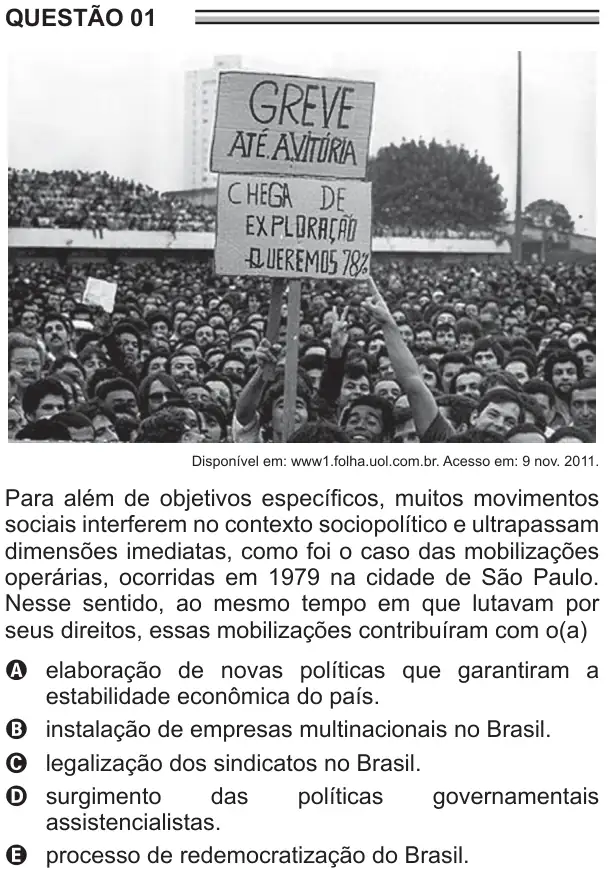 QUESTÃO 01
GREVE
ATÉ.A.VITÓRIA
CHEGA DE
EXPLORAÇÃO
QUEREMOS 78%
Disponível em: www1.folha.uol.com.br. Acesso em: 9 nov. 2011.
Para além de objetivos específicos, muitos movimentos
sociais interferem no contexto sociopolítico e ultrapassam
dimensões imediatas, como foi o caso das mobilizações
operárias, ocorridas em 1979 na cidade de São Paulo.
Nesse sentido, ao mesmo tempo em que lutavam por
seus direitos, essas mobilizações contribuíram com o(a)
A elaboração de novas políticas que garantiram a
estabilidade econômica do país.
B instalação de empresas multinacionais no Brasil.
C legalização dos sindicatos no Brasil.
D surgimento das políticas governamentais
assistencialistas.
E processo de redemocratização do Brasil.